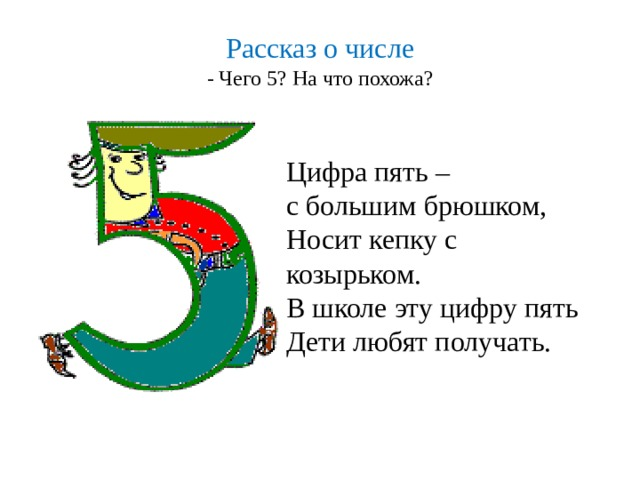 Рассказ о числе
- Чего 5? На что похожа?
Цифра пять –
с большим брюшком,
Носит кепку с
козырьком.
В школе эту цифру пять
Дети любят получать.